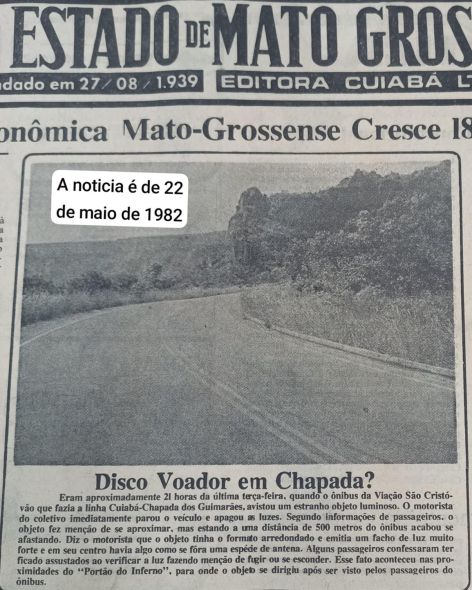 ESTADO DE MATO GROS
ndado em 27/08/1.939 EDITORA CUIABÁ L
onômica Mato-Grossense Cresce 18
A noticia é de 22
de maio de 1982
Disco Voador em Chapada?
Eram aproximadamente 21 horas da última terça-feira, quando o ônibus da Viação São Cristó-
vão que fazia a linha Cuiabá-Chapada dos Guimarães, avistou um estranho objeto luminoso. O motorista
do coletivo imediatamente parou o veículo e apagou as luzes. Segundo informações de passageiros, o
objeto fez menção de se aproximar, mas estando a uma distância de 500 metros do ônibus acabou se
afastando. Diz o motorista que o objeto tinha o formato arredondado e emitia um facho de luz muito
forte e em seu centro havia algo como se fôra uma espéde de antena. Alguns passageiros confessaram ter
ficado assustados ao verificar a luz fazendo menção de fugir ou se esconder. Esse fato aconteceu nas pro-
ximidades do "Portão do Inferno", para onde o objeto se dirigiu após ser visto pelos passageiros do
ônibus.